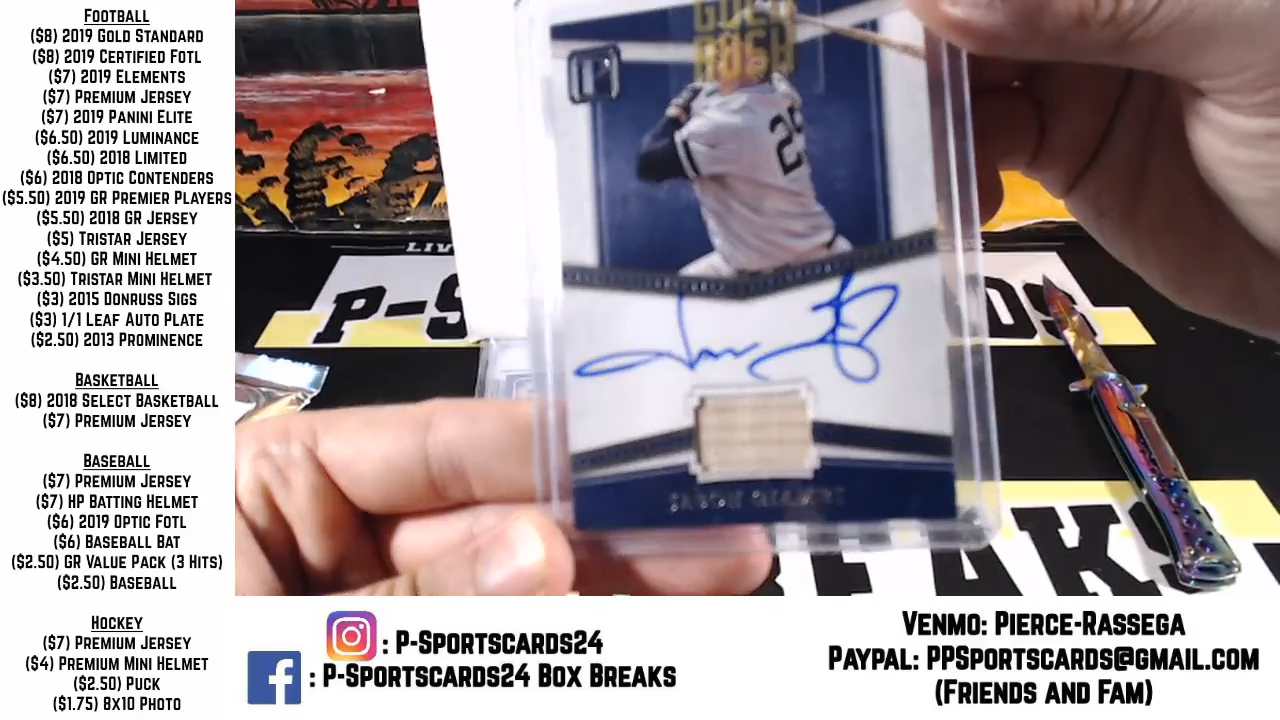 FOOTBALL
($8) 2019 GOLD STANDARD
($8) 2019 CERTIFIED FOTL
($7) 2019 ELEMENTS
($7) PREMIUM JERSEY
($7) 2019 PANINI ELITE
($6.50) 2019 LUMINANCE
($6.50) 2018 LIMITED
($6) 2018 OPTIC CONTENDERS
($5.50) 2019 GR PREMIER PLAYERS
($5.50) 2018 GR JERSEY
($5) TRISTAR JERSEY
($4.50) GR MINI HELMET
($3.50) TRISTAR MINI HELMET
($3) 2015 DONRUSS SIGS
($3) 1/1 LEAF AUTO PLATE
($2.50) 2013 PROMINENCE
BASKETBALL
($8) 2018 SELECT BASKETBALL
($7) PREMIUM JERSEY
BASEBALL
($7) PREMIUM JERSEY
($7) HP BATTING HELMET
($6) 2019 OPTIC FOTL
($6) BASEBALL BAT
($2.50) GR VALUE PACK (3 HITS)
($2.50) BASEBALL
HOCKEY
($7) PREMIUM JERSEY
($4) PREMIUM MINI HELMET
($2.50) PUCK
($1.75) 8X10 PHOTO
GOLD
RUSH
25
LIV
P-S
DS
BREAKS
: P-SPORTSCARDS24
: P-SPORTSCARDS24 BOX BREAKS
VENMO: PIERCE-RASSEGA
PAYPAL: PPSPORTSCARDS@GMAIL.COM
(FRIENDS AND FAM)